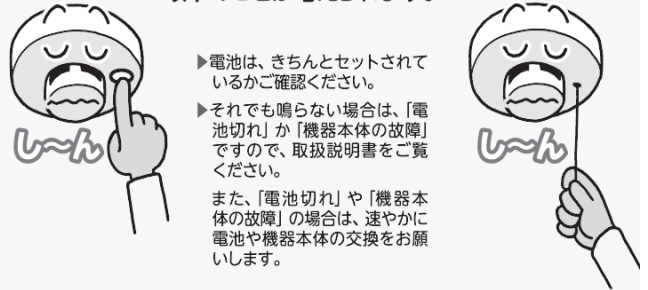 し〜ん
▶電池は、きちんとセットされて
いるかご確認ください。
▶それでも鳴らない場合は、「電
池切れ」か「機器本体の故障」
ですので、取扱説明書をご覧
ください。
また、「電池切れ」や「機器本
体の故障」の場合は、速やかに
電池や機器本体の交換をお願
いします。
し〜ん